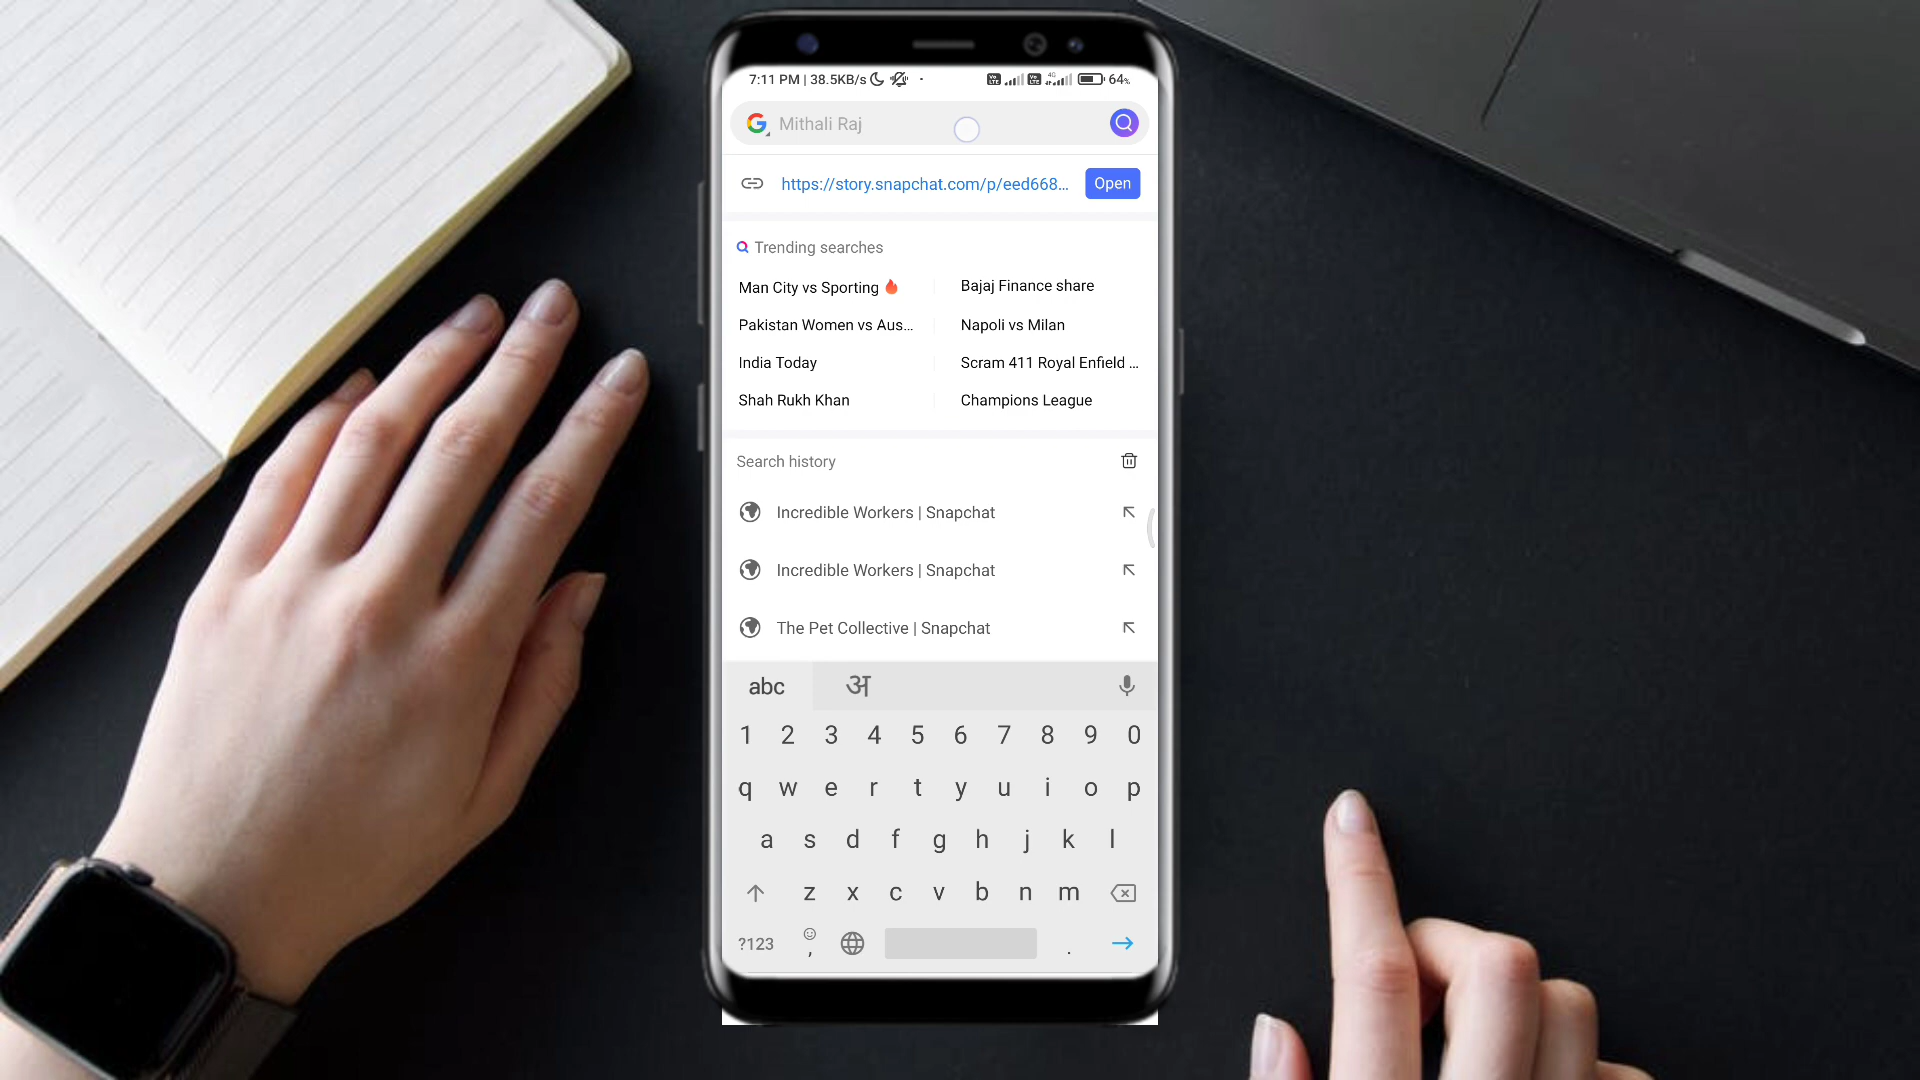 7:11 PM | 38.5KB/s
4G
64%
Mithali Raj
https://story.snapchat.com/p/eed668...
Open
Trending searches
Man City vs Sporting
Bajaj Finance share
Pakistan Women vs Aus...
Napoli vs Milan
India Today
Scram 411 Royal Enfield ...
Shah Rukh Khan
Champions League
Search history
Incredible Workers | Snapchat
Incredible Workers | Snapchat
The Pet Collective | Snapchat
abc अ
1 2 3 4 5 6 7 8 9 0
q w e r t y u i o p
a s d f g h j k l
z x c v b n m
?123 , .